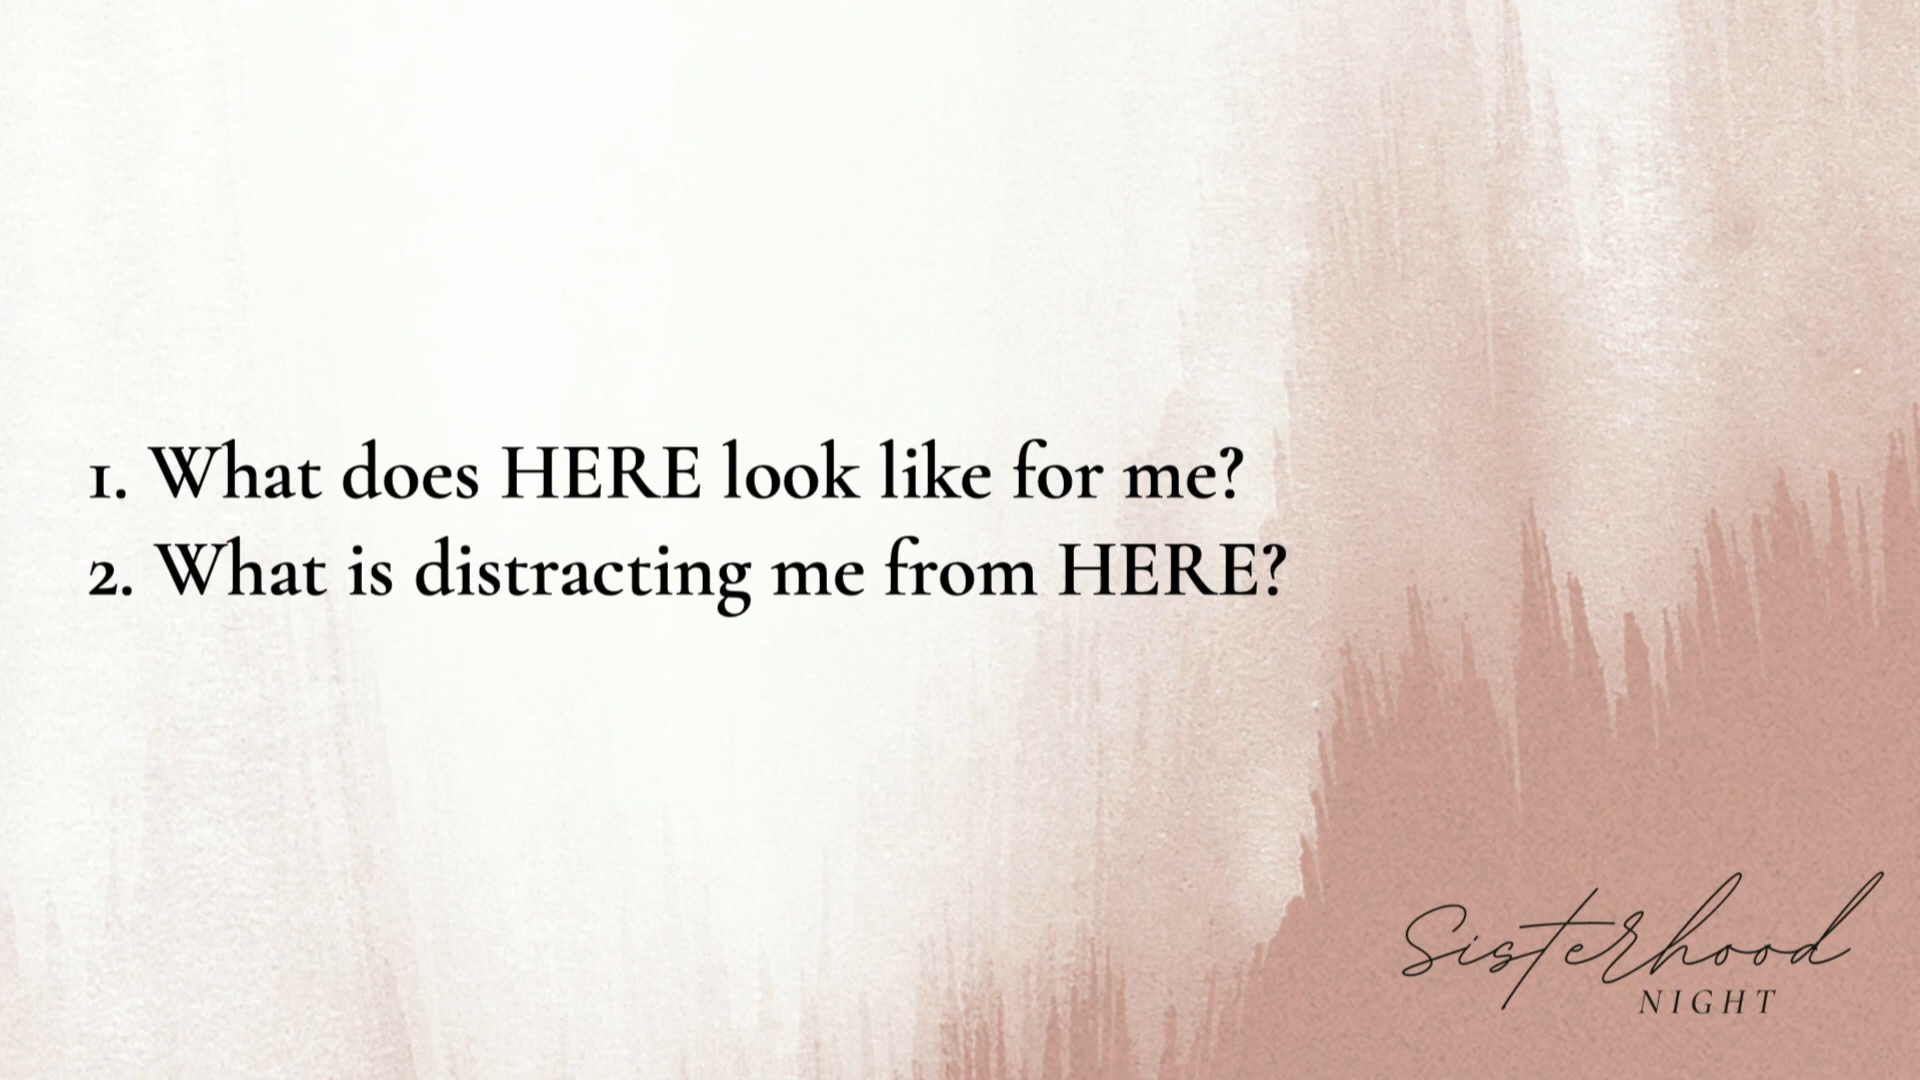 1. What does HERE look like for me?
2. What is distracting me from HERE?
Sisterhood
NIGHT